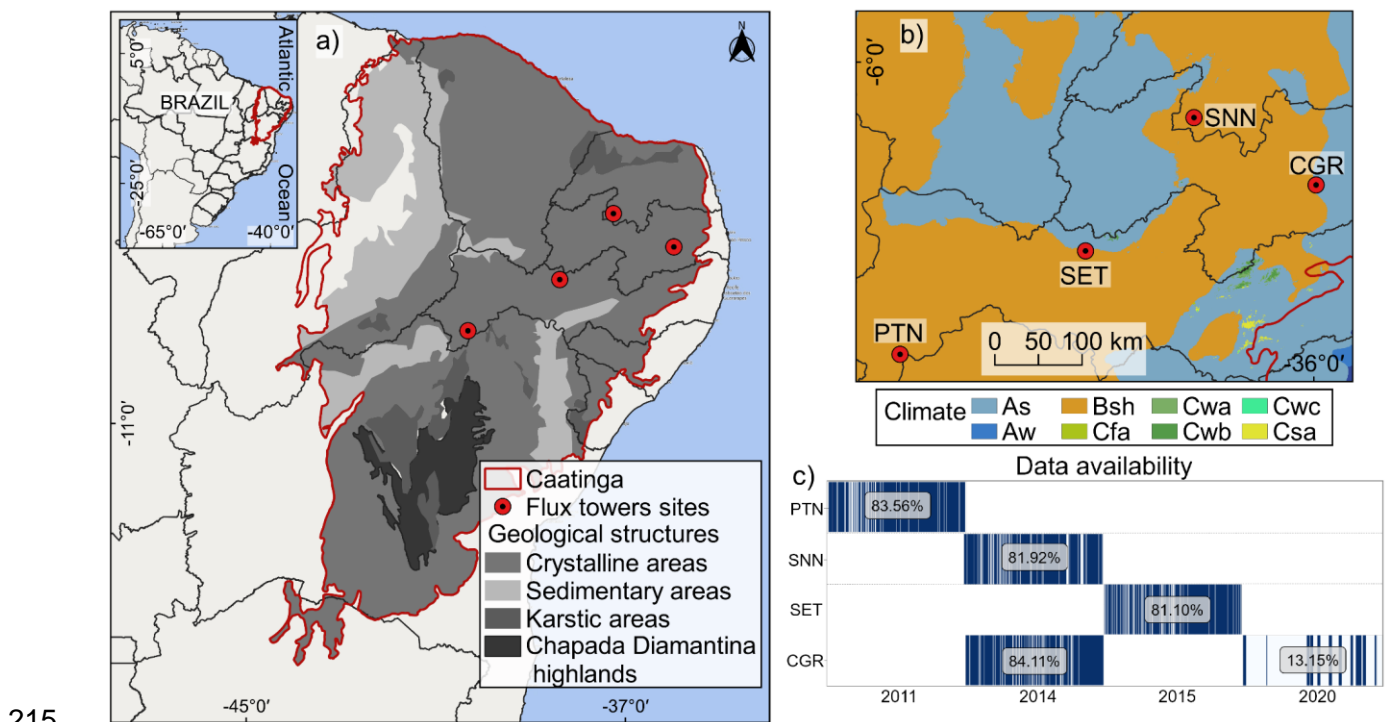 a)
N
5°0′
-25°0′
BRAZIL
Atlantic
Ocean
-65°0′
-40°0′
-11°0′
-45°0′
-37°0′
Caatinga
Flux towers sites
Geological structures
Crystalline areas
Sedimentary areas
Karstic areas
Chapada Diamantina
highlands
b)
-6°0′
SNN
CGR
SET
PTN
0 50 100 km
-36°0′
Climate
As Bsh Cwa Cwc
Aw Cfa Cwb Csa
c)
Data availability
PTN 83.56%
SNN 81.92%
SET 81.10%
CGR 84.11% 13.15%
2011 2014 2015 2020
215